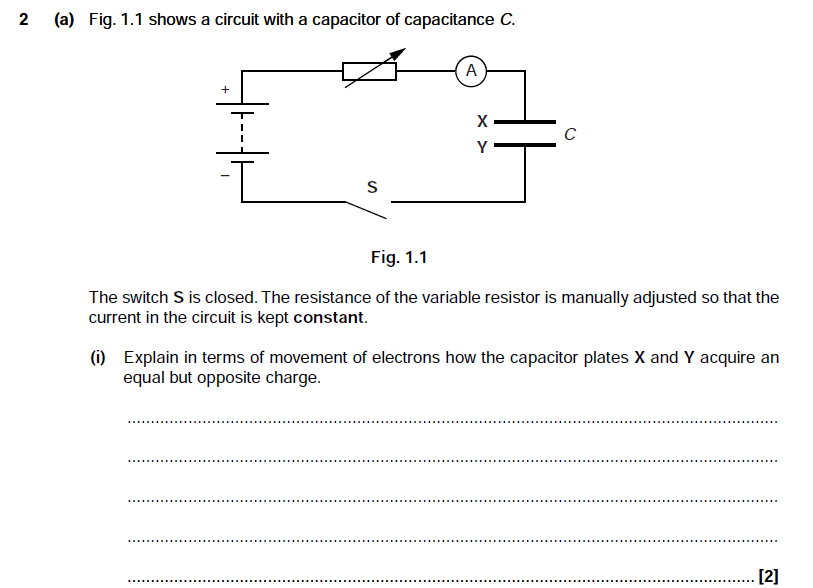 2 (a) Fig. 1.1 shows a circuit with a capacitor of capacitance C.
+
A
X
C
Y
–
S
Fig. 1.1
The switch S is closed. The resistance of the variable resistor is manually adjusted so that the
current in the circuit is kept constant.
(i) Explain in terms of movement of electrons how the capacitor plates X and Y acquire an
equal but opposite charge.
[2]